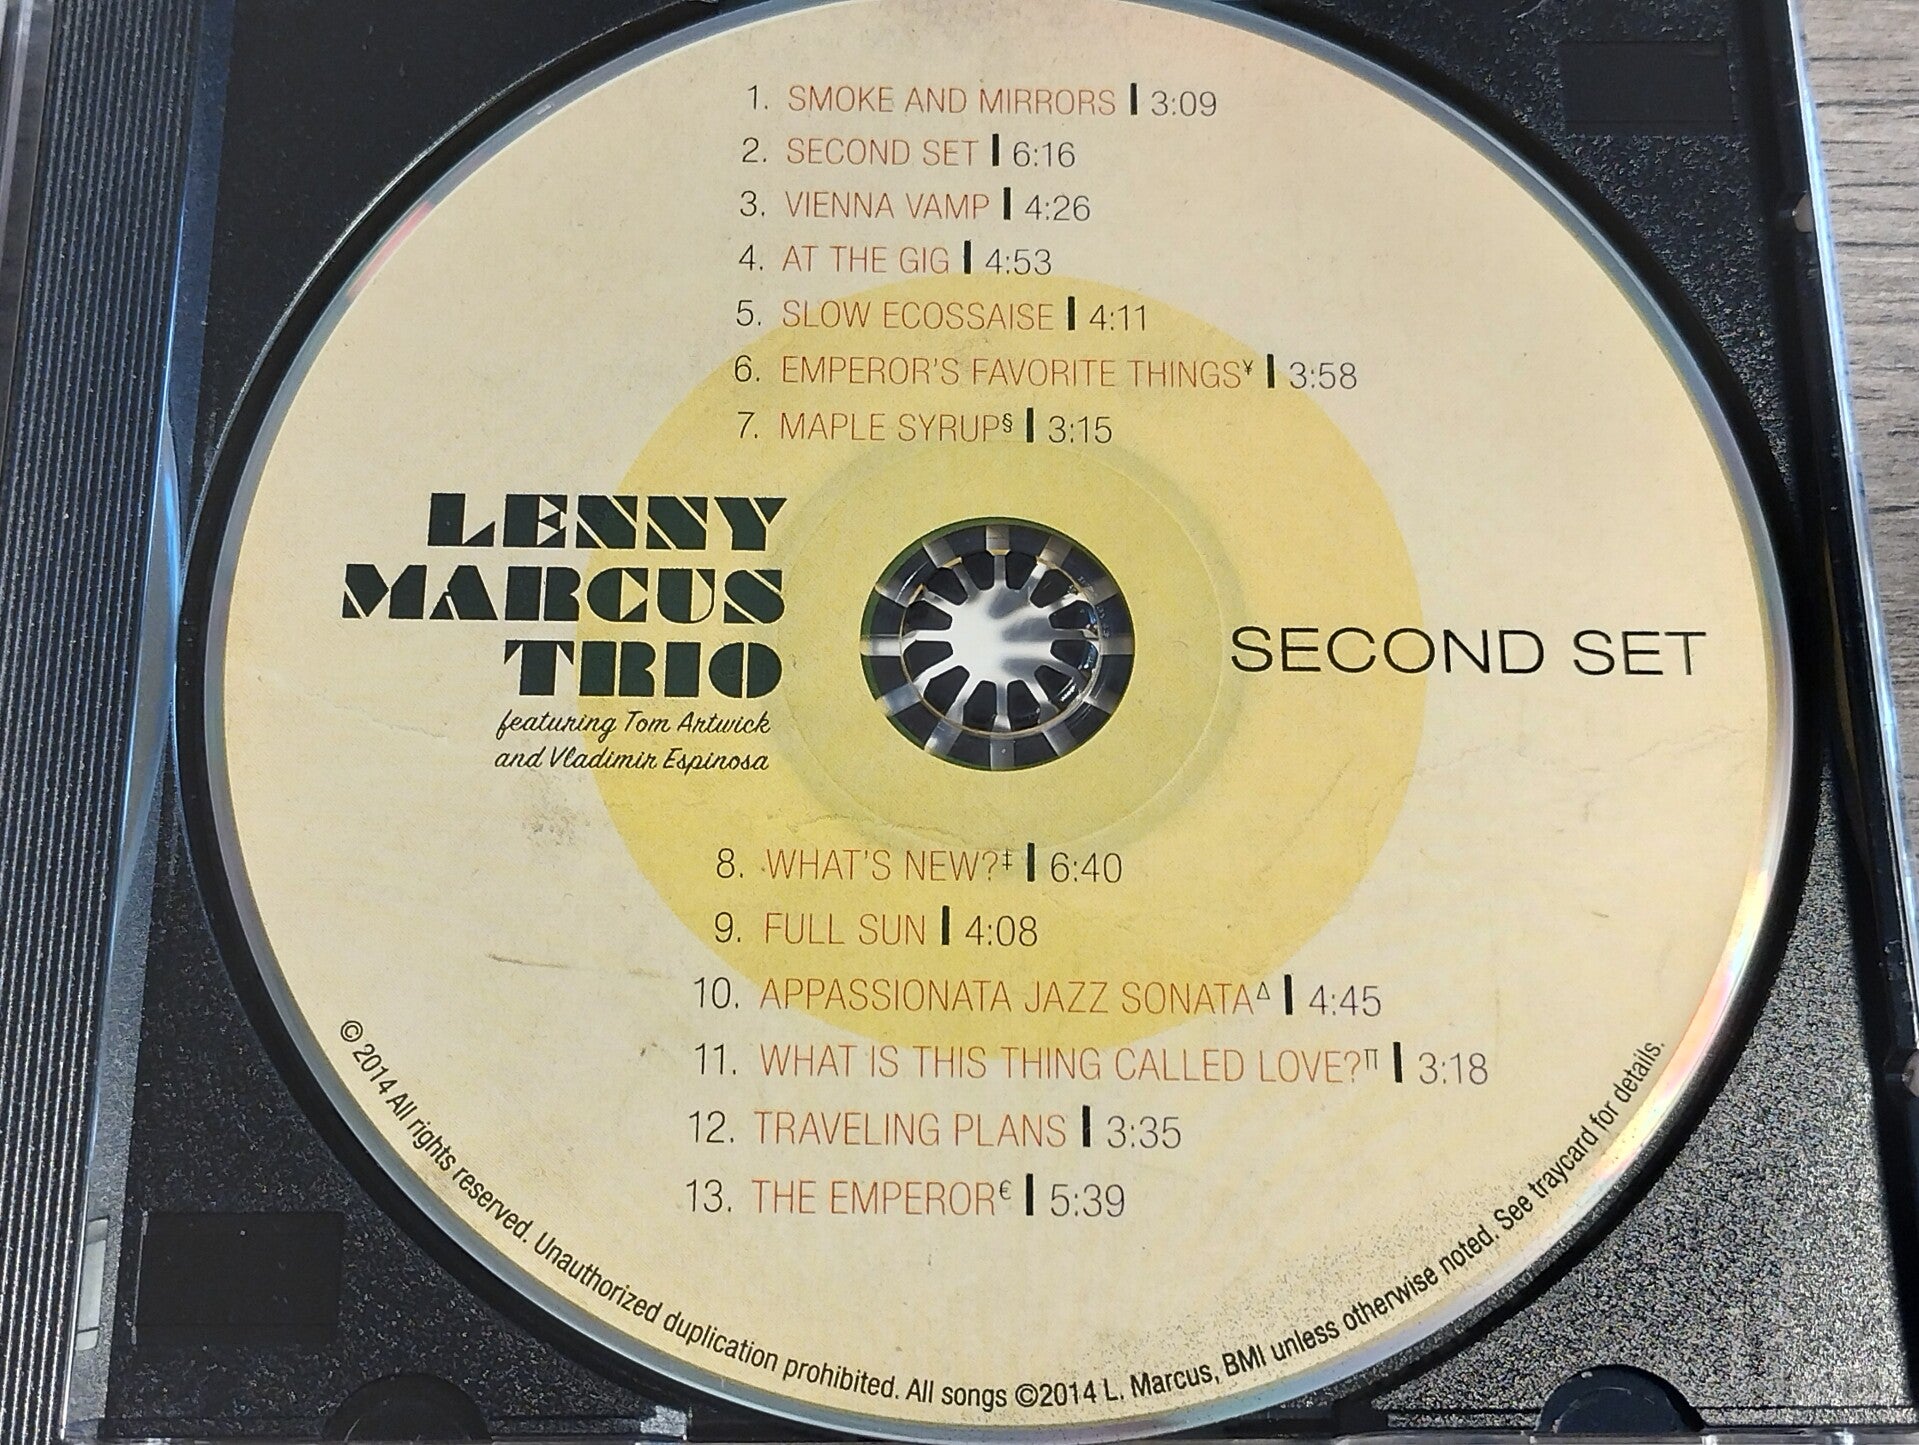 1. SMOKE AND MIRRORS | 3:09
2. SECOND SET | 6:16
3. VIENNA VAMP | 4:26
4. AT THE GIG | 4:53
5. SLOW ECOSSAISE | 4:11
6. EMPEROR'S FAVORITE THINGS¥ | 3:58
7. MAPLE SYRUP§ | 3:15
LENNY
MARCUS
TRIO
featuring Tom Artwick
and Vladimir Espinosa
SECOND SET
8. WHAT'S NEW?‡ | 6:40
9. FULL SUN | 4:08
10. APPASSIONATA JAZZ SONATA∆ | 4:45
11. WHAT IS THIS THING CALLED LOVE?π | 3:18
12. TRAVELING PLANS | 3:35
13. THE EMPEROR€ | 5:39
© 2014 All rights reserved. Unauthorized duplication prohibited. All songs ©2014 L. Marcus, BMI unless otherwise noted. See traycard for details.